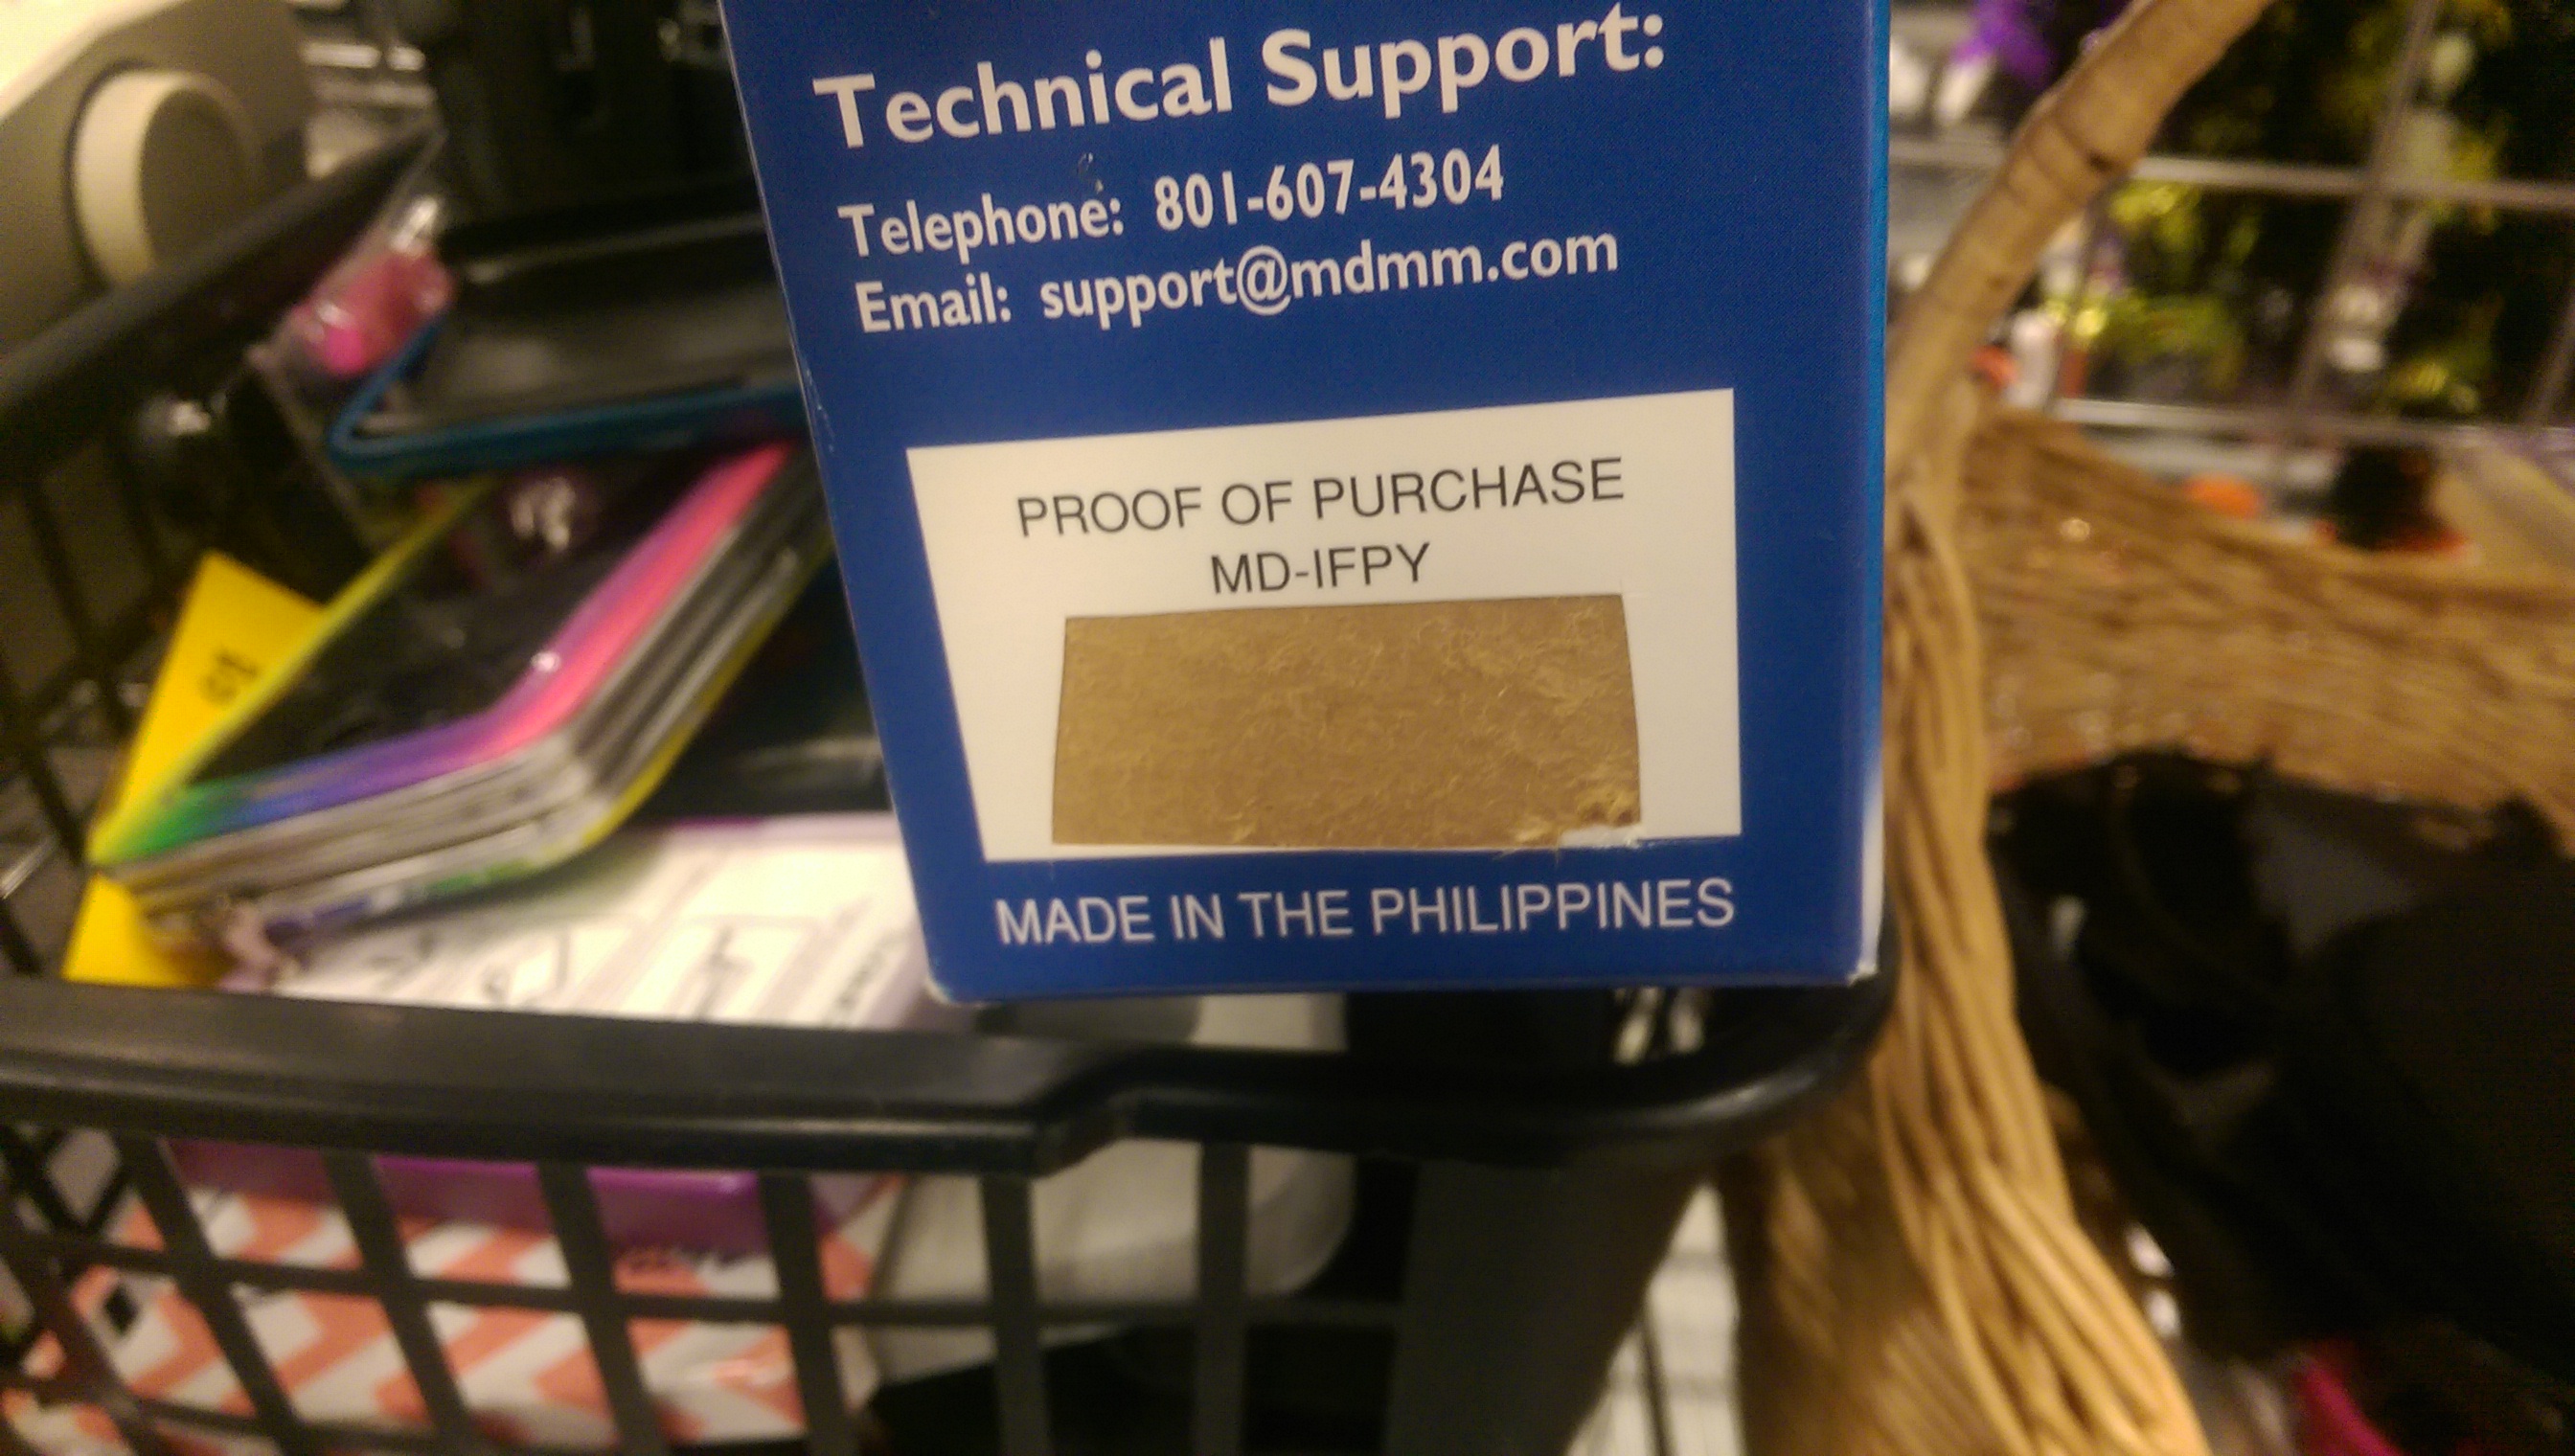 Technical Support:
Telephone: 801-607-4304
Email: support@mdmm.com
PROOF OF PURCHASE
MD-IFPY
MADE IN THE PHILIPPINES